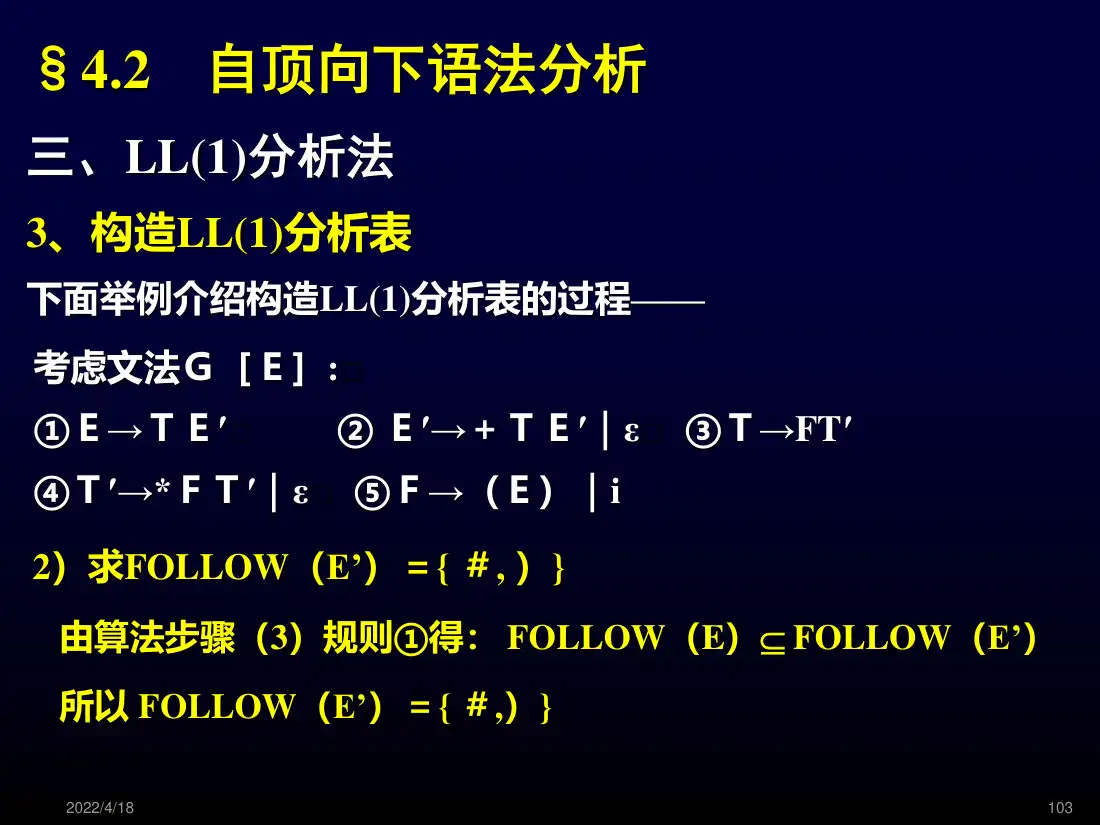 §4.2 自顶向下语法分析
三、LL(1)分析法
3、构造LL(1)分析表
下面举例介绍构造LL(1)分析表的过程——
考虑文法G［E］:
①E→TE′ ② E′→+TE′｜ε ③T→FT′
④T′→*FT′｜ε ⑤F→（E）｜i
2）求FOLLOW（E’）＝{ #, ）}
由算法步骤（3）规则①得： FOLLOW（E）⊆FOLLOW（E’）
所以 FOLLOW（E’）＝{ #,）}
2022/4/18 103